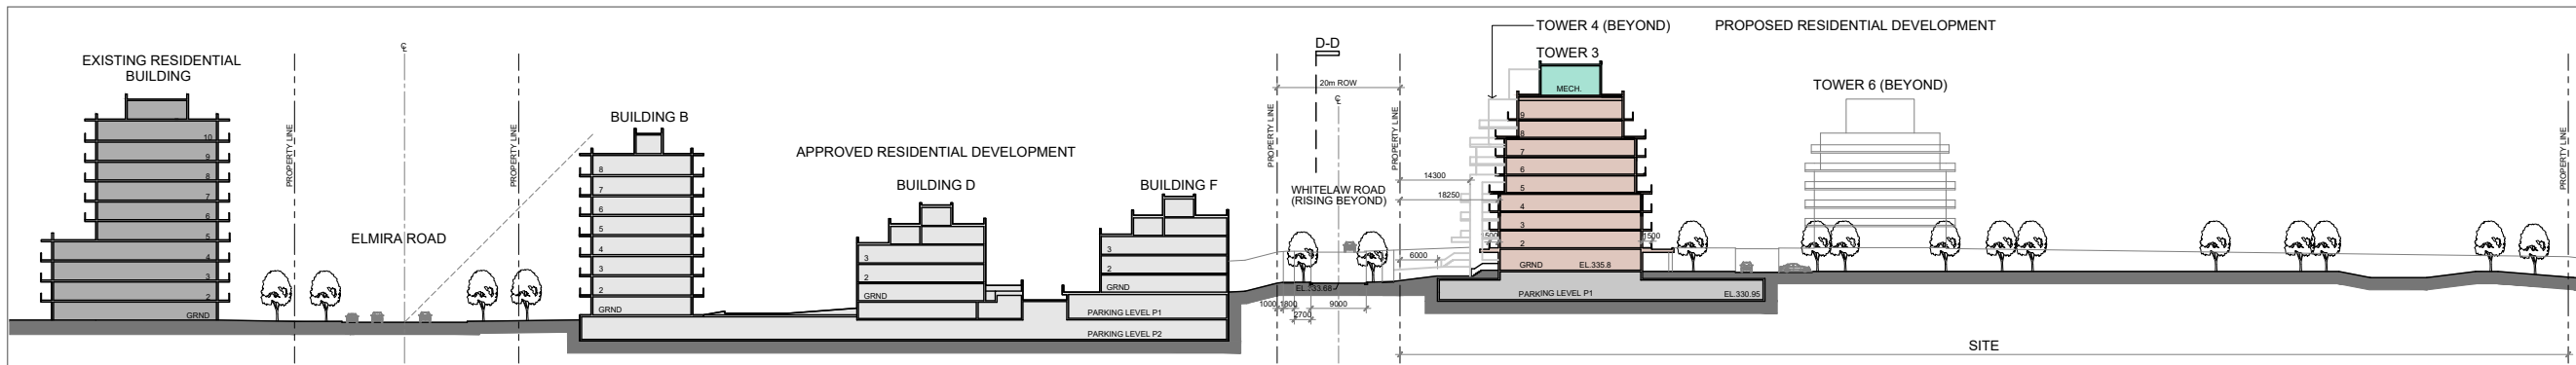 EXISTING RESIDENTIAL
BUILDING
10
9
8
7
6
5
4
3
2
GRND
PROPERTY LINE
℄
ELMIRA ROAD
PROPERTY LINE
BUILDING B
8
7
6
5
4
3
2
GRND
APPROVED RESIDENTIAL DEVELOPMENT
BUILDING D
3
2
GRND
BUILDING F
3
2
GRND
PARKING LEVEL P1
PARKING LEVEL P2
D-D
20m ROW
℄
PROPERTY LINE
PROPERTY LINE
WHITELAW ROAD
(RISING BEYOND)
1000
1800
2700
9000
14300
18250
6000
TOWER 4 (BEYOND)
PROPOSED RESIDENTIAL DEVELOPMENT
TOWER 3
MECH.
9
8
7
6
5
4
3
2
1500
1500
GRND
EL.335.8
PARKING LEVEL P1
EL.330.95
TOWER 6 (BEYOND)
PROPERTY LINE
SITE